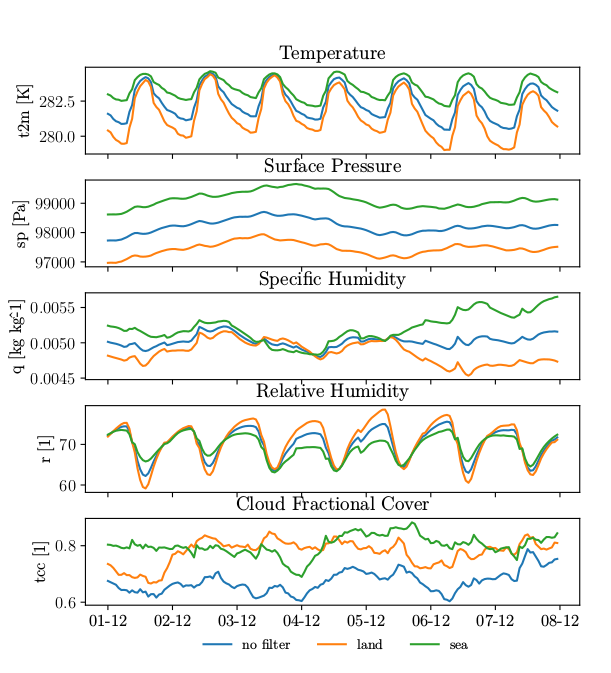 Temperature
t2m [K]
282.5
280.0
Surface Pressure
sp [Pa]
99000
98000
97000
Specific Humidity
q [kg kg^-1]
0.0055
0.0050
0.0045
Relative Humidity
r [1]
70
60
Cloud Fractional Cover
tcc [1]
0.8
0.6
01-12 02-12 03-12 04-12 05-12 06-12 07-12 08-12
no filter land sea